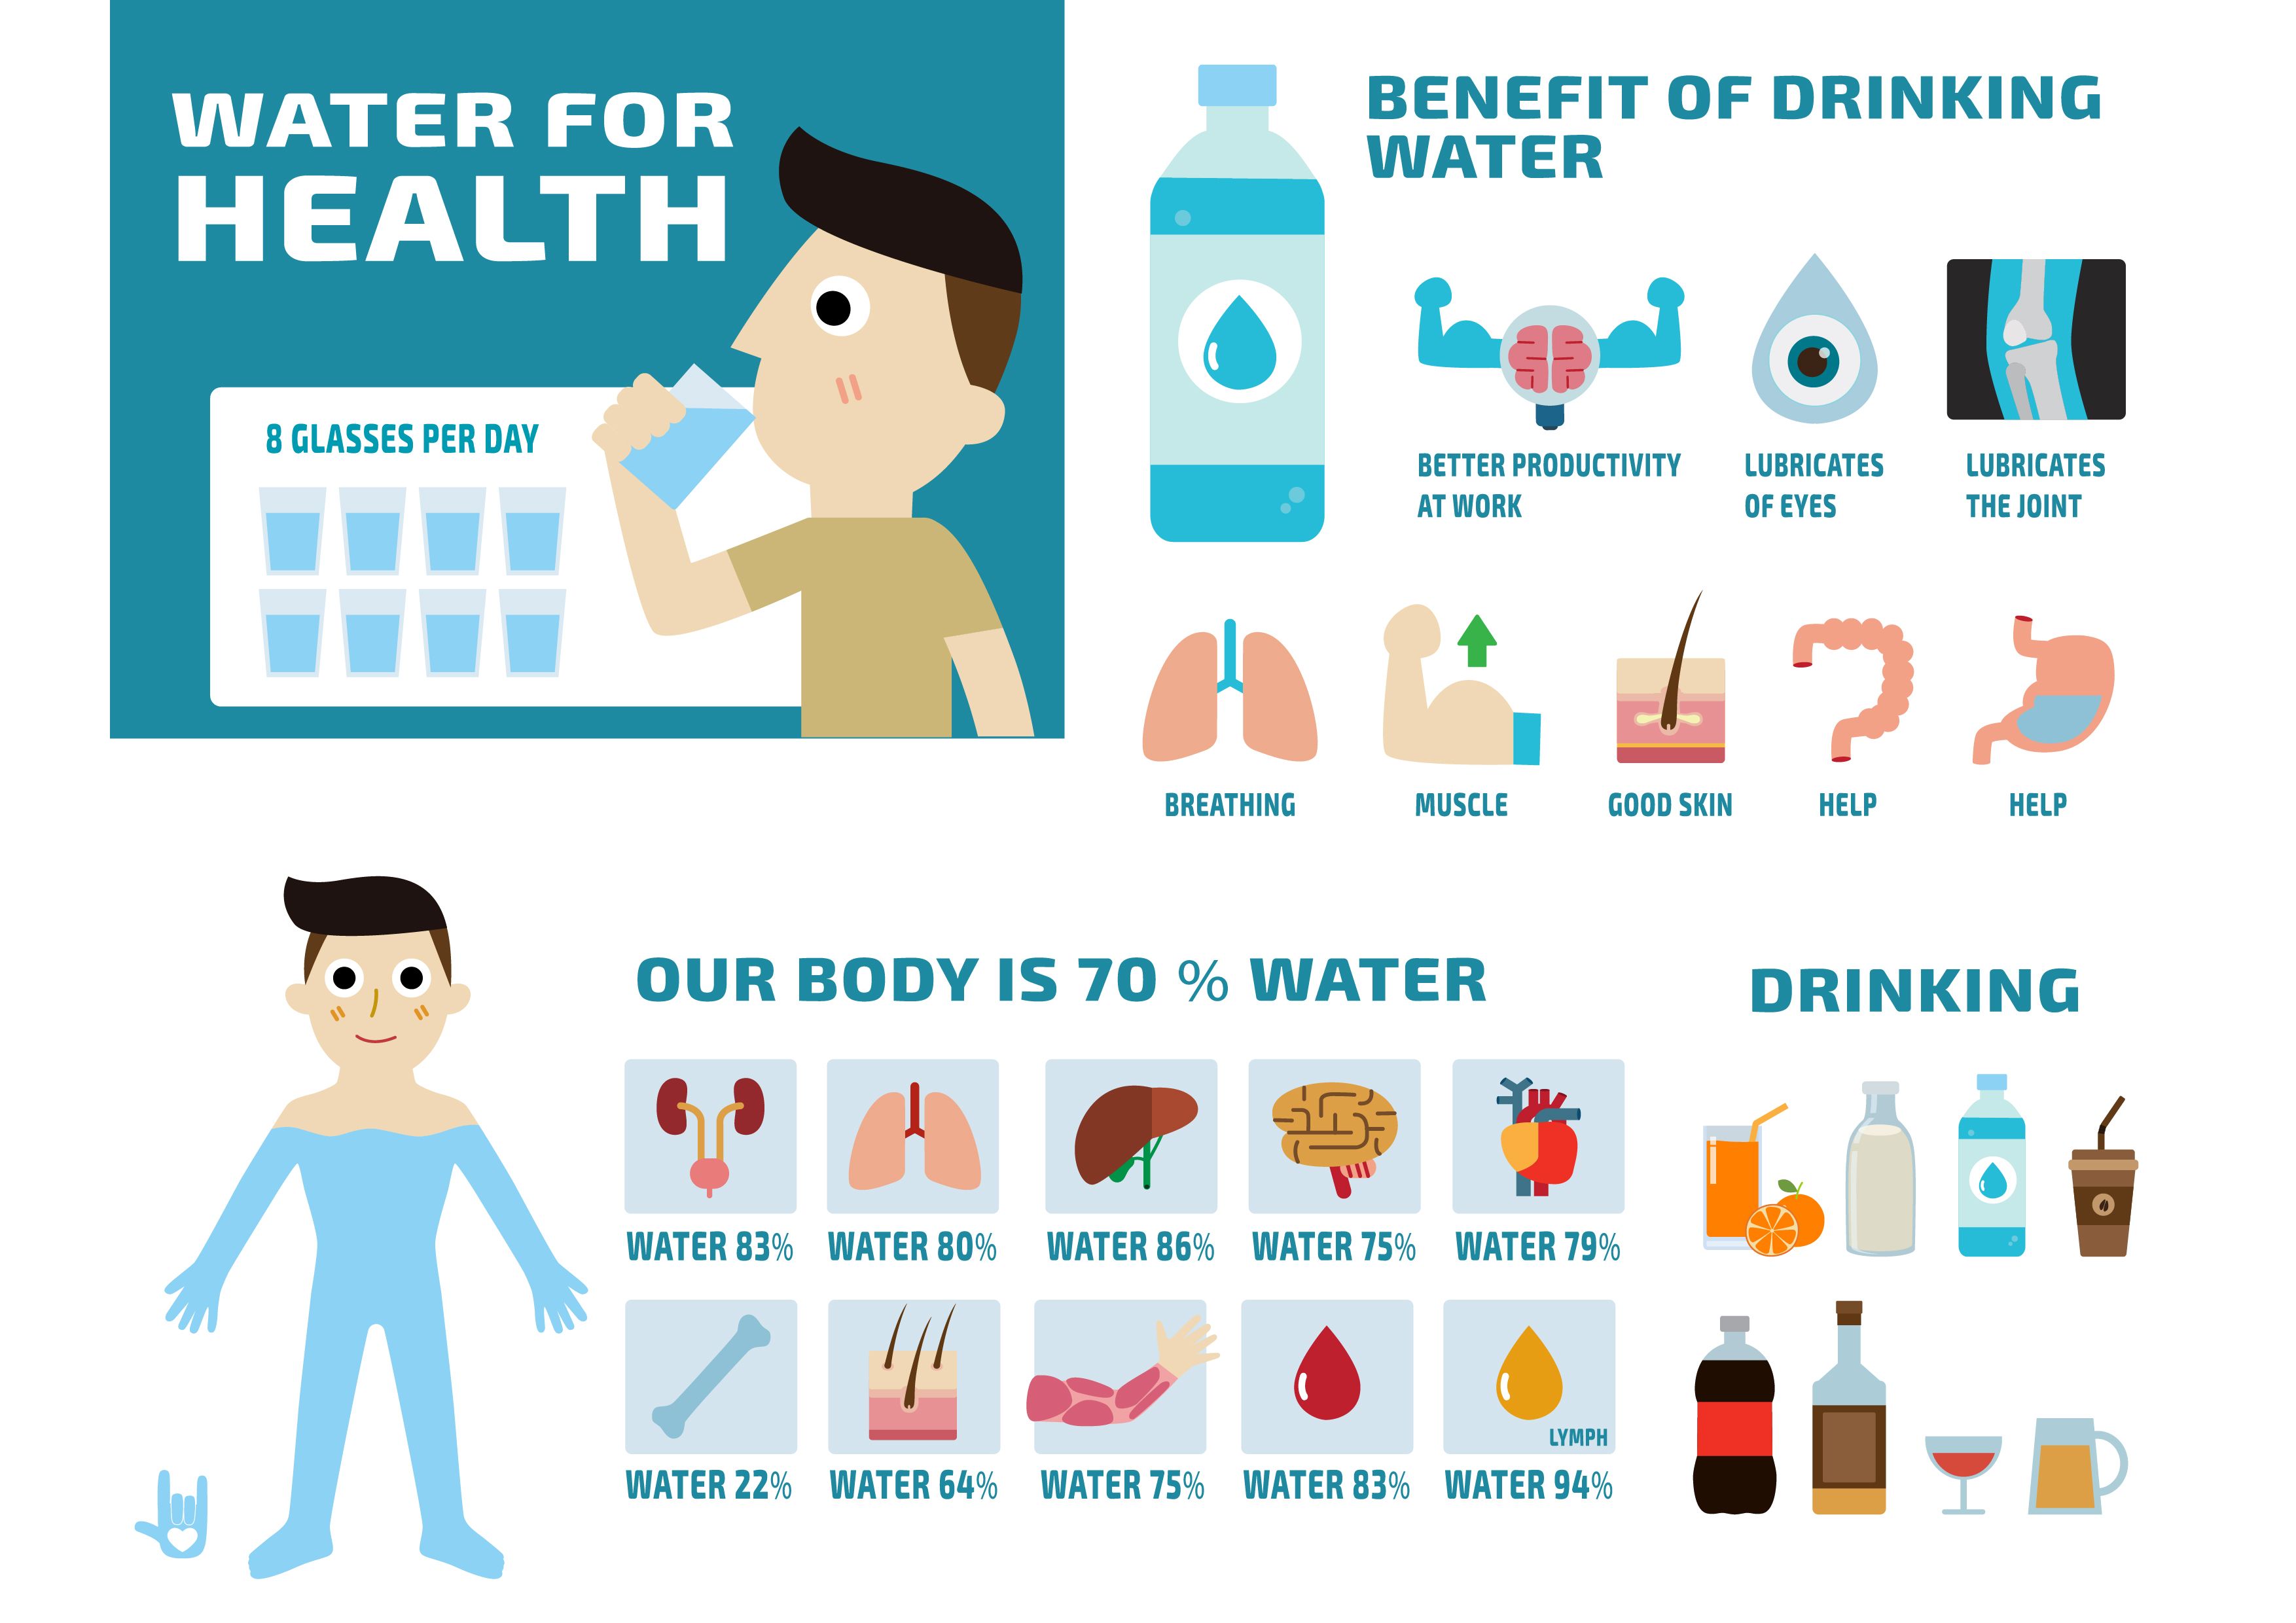 WATER FOR
HEALTH
8 GLASSES PER DAY
BENEFIT OF DRINKING
WATER
BETTER PRODUCTIVITY
AT WORK
LUBRICATES
OF EYES
LUBRICATES
THE JOINT
BREATHING
MUSCLE
GOOD SKIN
HELP
HELP
OUR BODY IS 70 % WATER
WATER 83%
WATER 80%
WATER 86%
WATER 75%
WATER 79%
LYMPH
WATER 22%
WATER 64%
WATER 75%
WATER 83%
WATER 94%
DRINKING